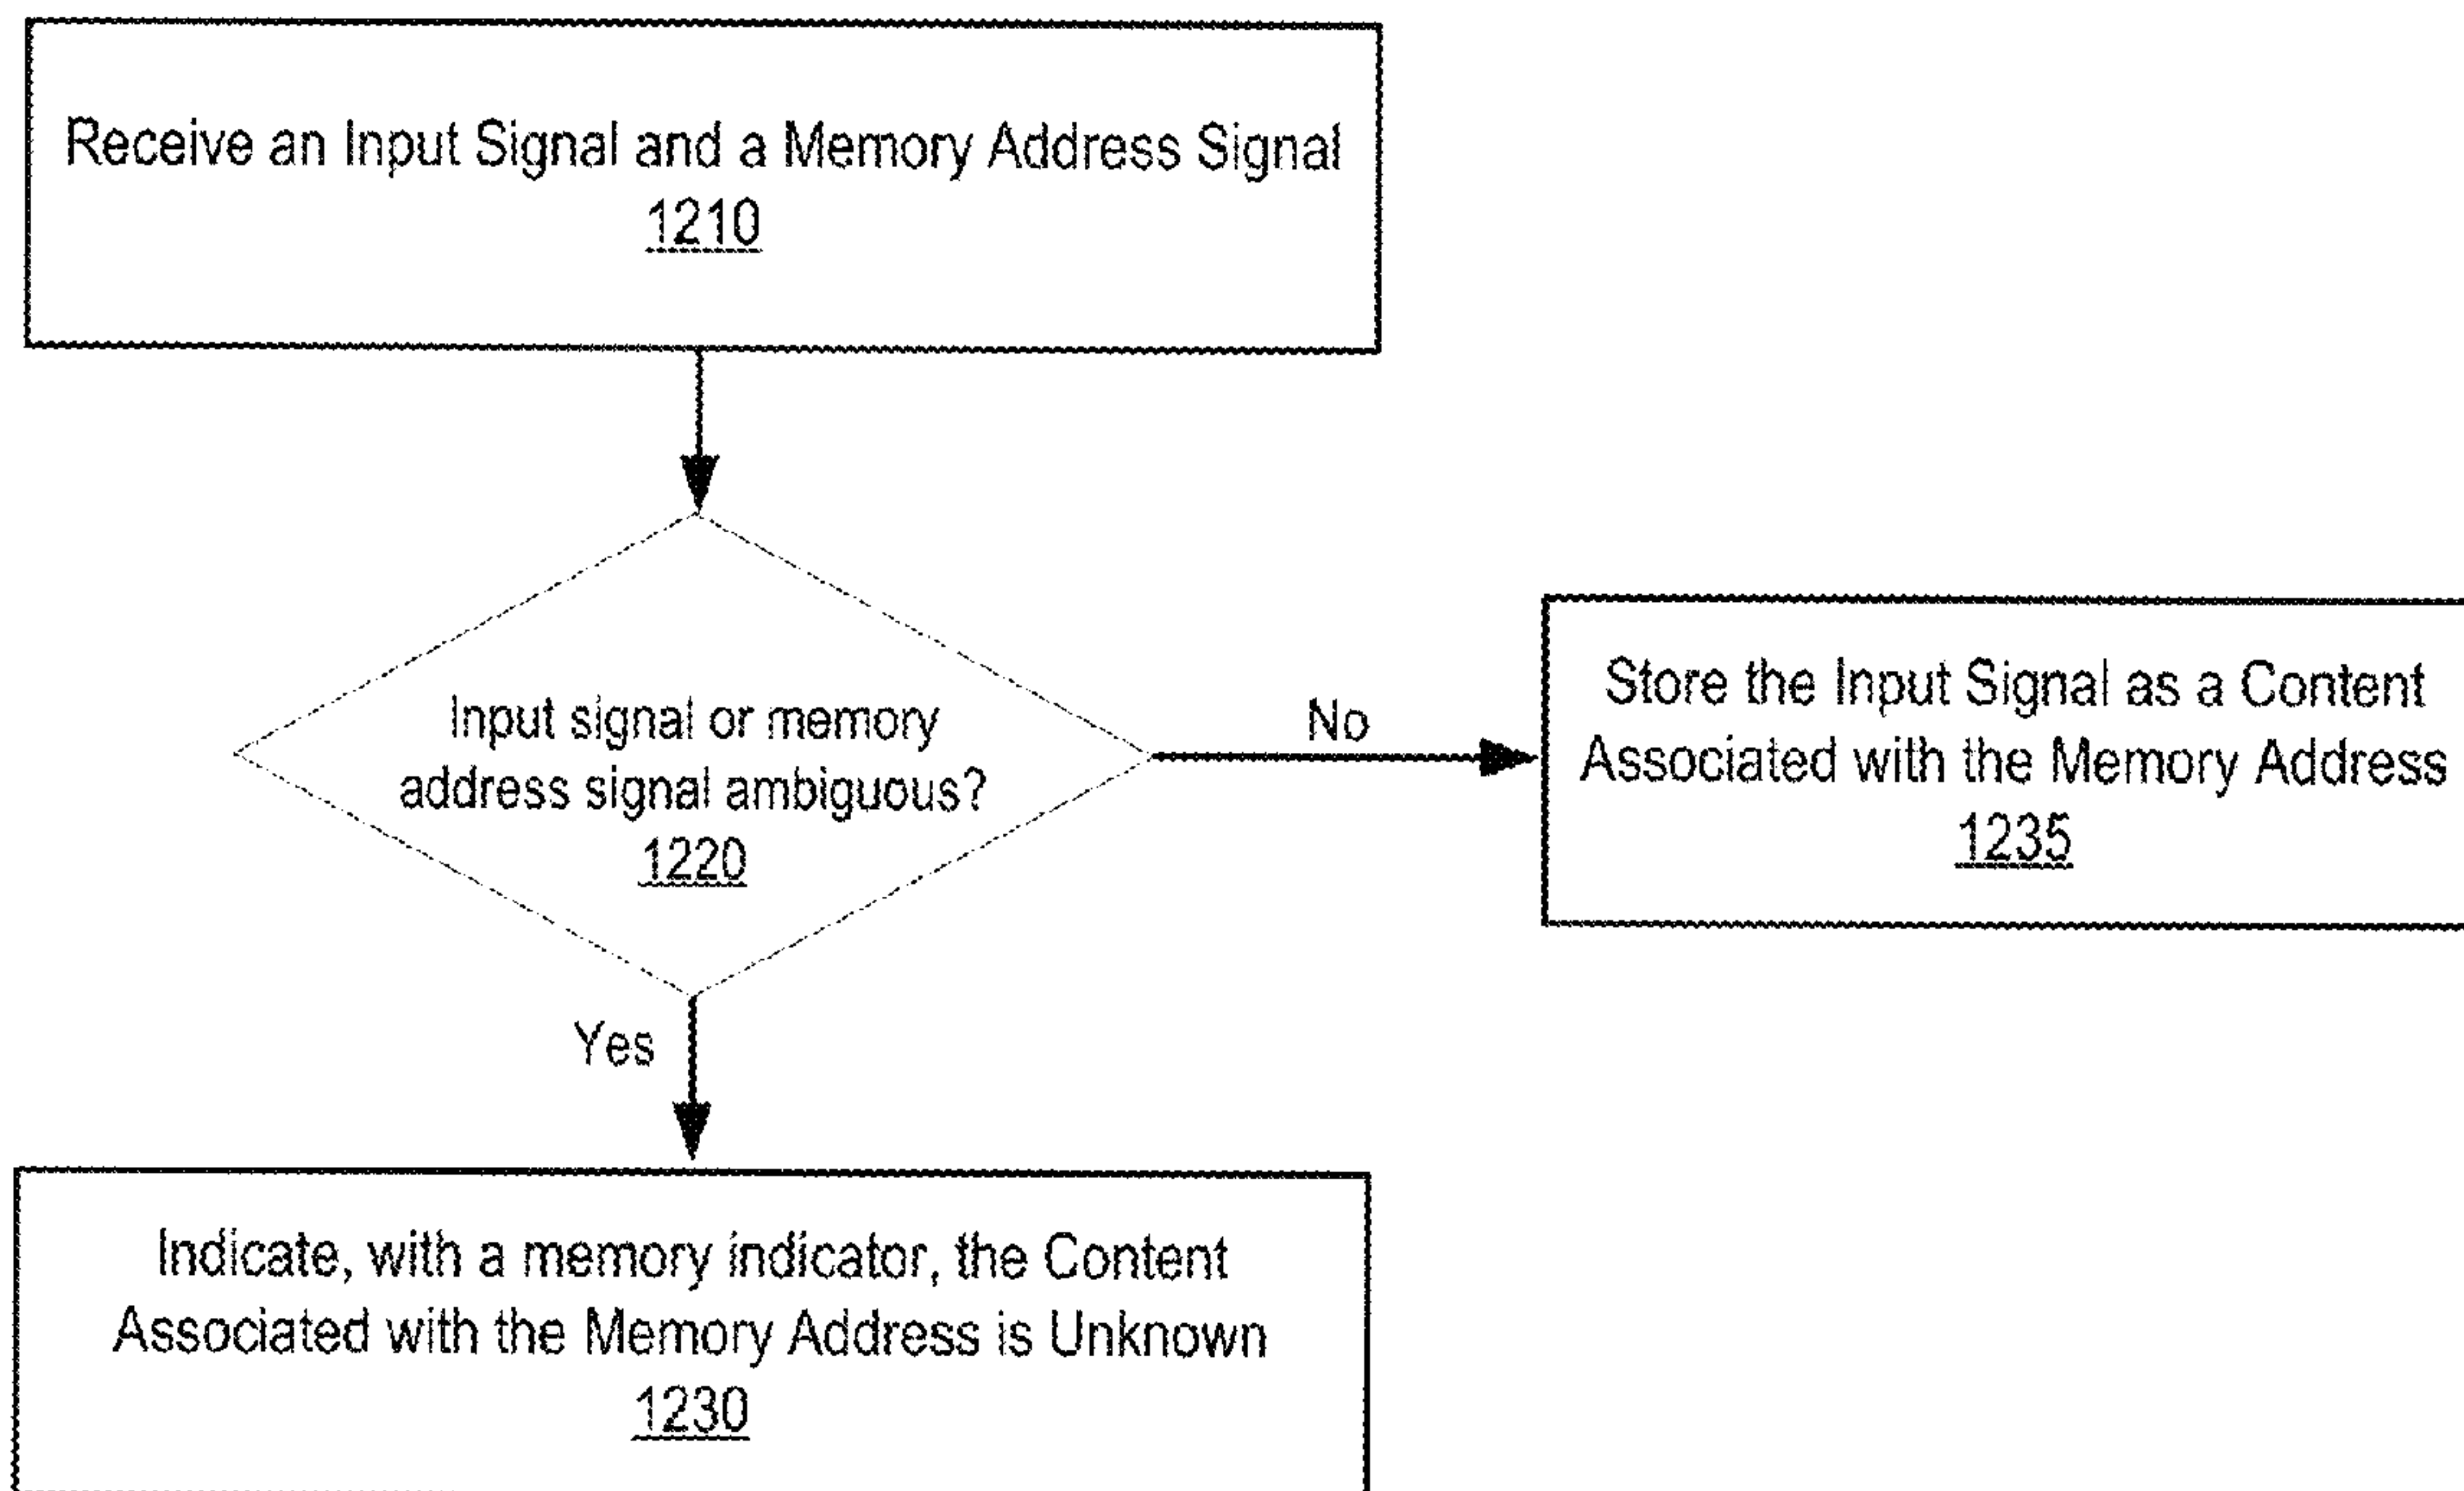 Receive an Input Signal and a Memory Address Signal
1210
Input signal or memory
address signal ambiguous?
1220
No
Store the Input Signal as a Content
Associated with the Memory Address
1235
Yes
Indicate, with a memory indicator, the Content
Associated with the Memory Address is Unknown
1230